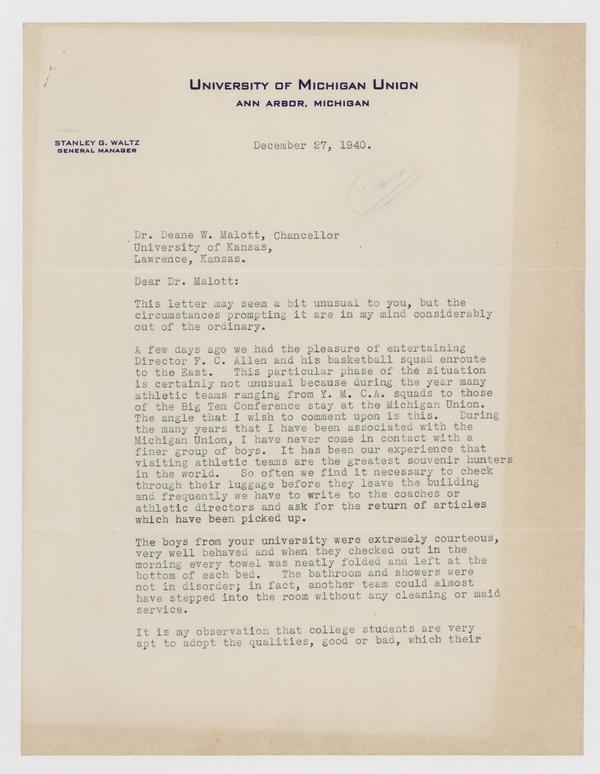 UNIVERSITY OF MICHIGAN UNION
ANN ARBOR, MICHIGAN
STANLEY G. WALTZ
GENERAL MANAGER
December 27, 1940.
Dr. Deane W. Malott, Chancellor
University of Kansas,
Lawrence, Kansas.
Dear Dr. Malott:
This letter may seem a bit unusual to you, but the
circumstances prompting it are in my mind considerably
out of the ordinary.
A few days ago we had the pleasure of entertaining
Director F. C. Allen and his basketball squad enroute
to the East. This particular phase of the situation
is certainly not unusual because during the year many
athletic teams ranging from Y. M. C.A. squads to those
of the Big Ten Conference stay at the Michigan Union.
The angle that I wish to comment upon is this. During
the many years that I have been associated with the
Michigan Union, I have never come in contact with a
finer group of boys. It has been our experience that
visiting athletic teams are the greatest souvenir hunters
in the world. So often we find it necessary to check
through their luggage before they leave the building
and frequently we have to write to the coaches or
athletic directors and ask for the return of articles
which have been picked up.
The boys from your university were extremely courteous,
very well behaved and when they checked out in the
morning every towel was neatly folded and left at the
bottom of each bed. The bathroom and showers were
not in disorder; in fact, another team could almost
have stepped into the room without any cleaning or maid
service.
It is my observation that college students are very
apt to adopt the qualities, good or bad, which their